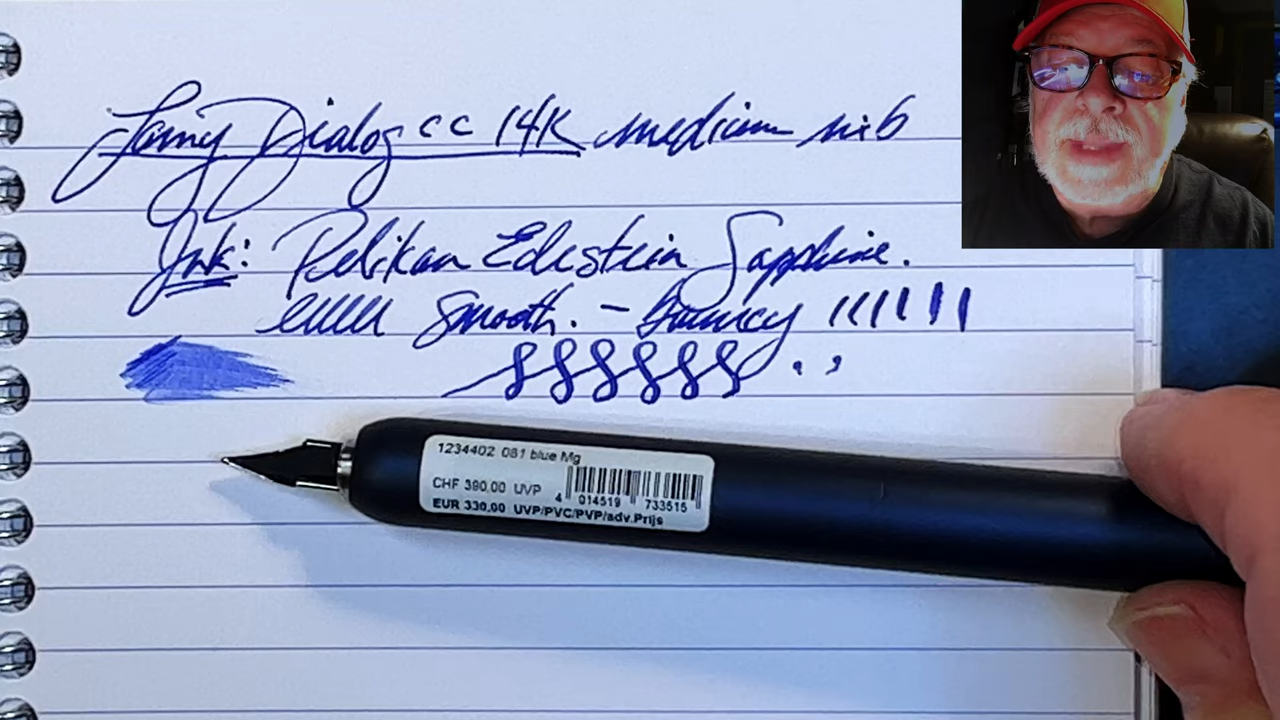 Lamy Dialog cc 14K medium nib
Ink: Pelikan Edelstein Sapphire.
Smooth. – Bouncy
1234402 081 blue Mg
CHF 390.00 UVP
4 014519 733515
EUR 330,00 UVP/PVC/PVP/adv.Prijs